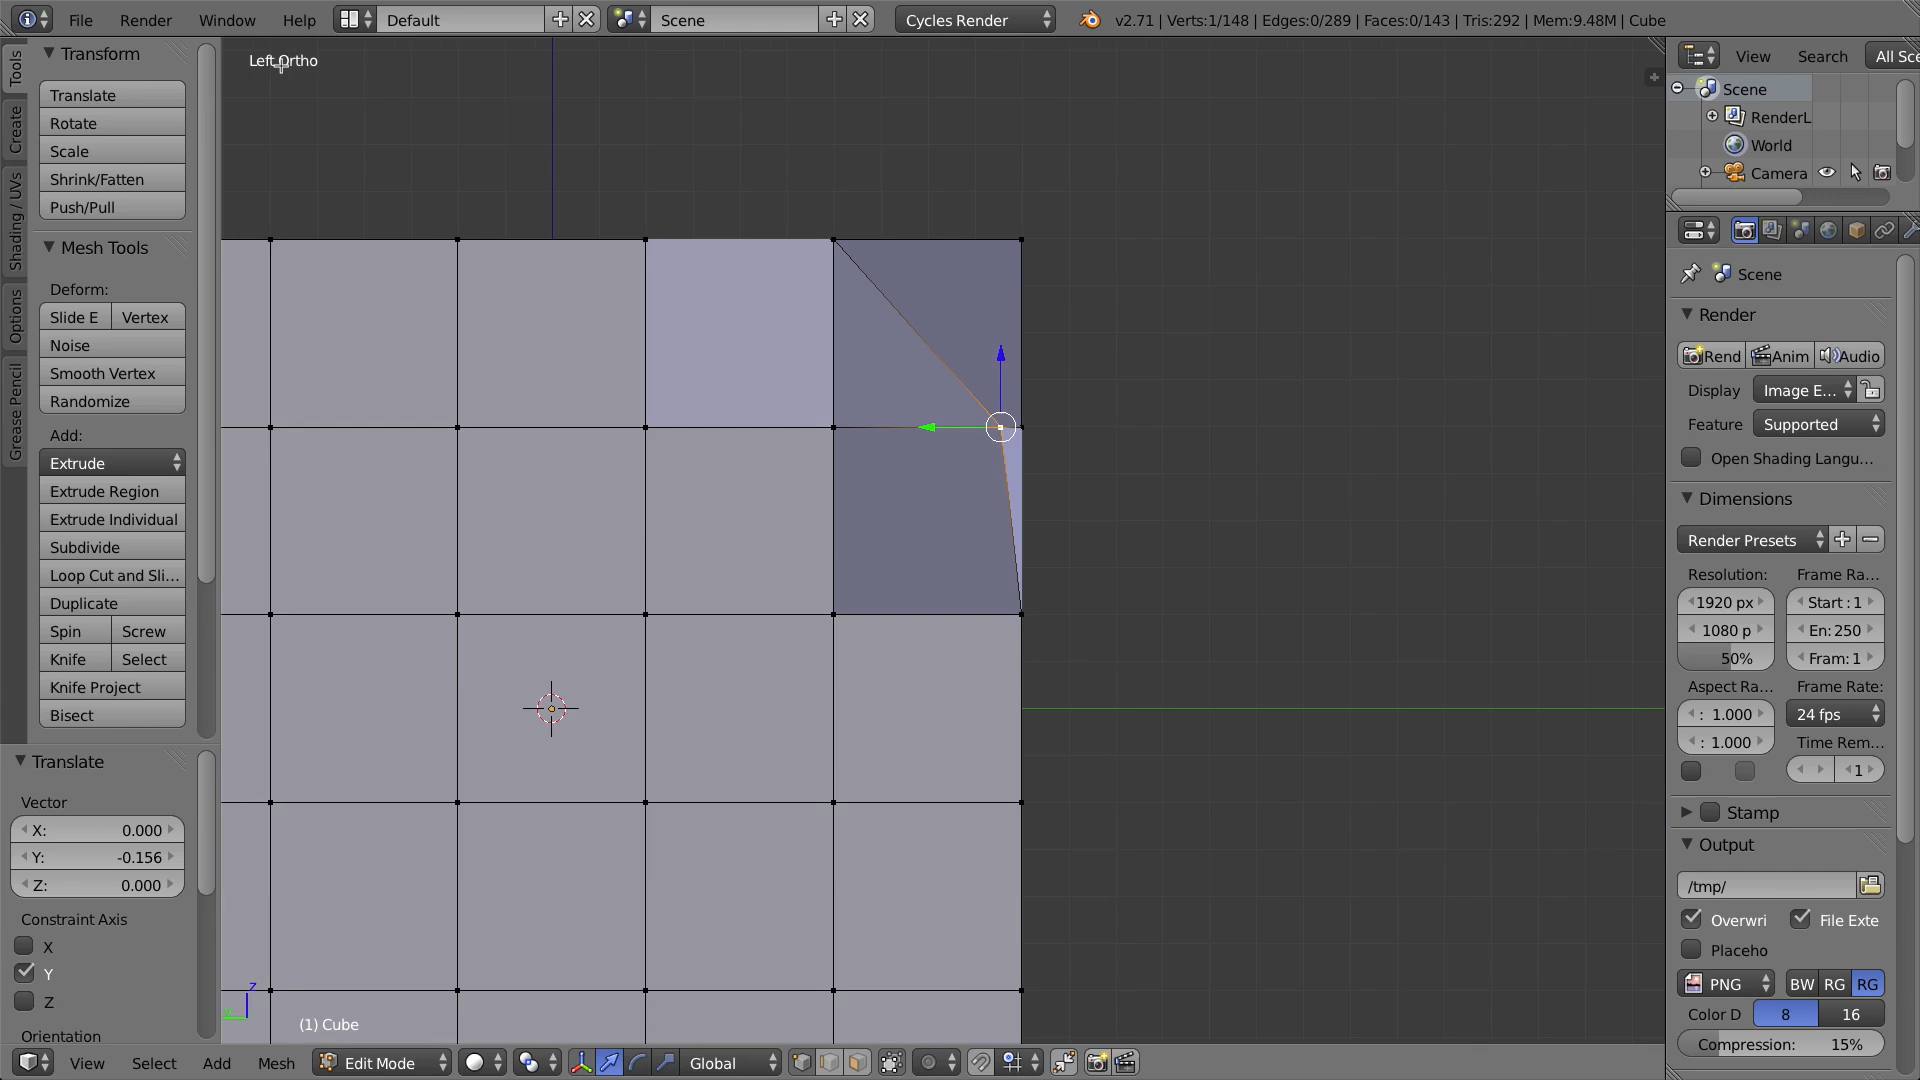 File Render Window Help Default Scene Cycles Render v2.71 | Verts:1/148 | Edges:0/289 | Faces:0/143 | Tris:292 | Mem:9.48M | Cube
Tools
Create
Shading / UVs
Options
Grease Pencil
Transform
Translate
Rotate
Scale
Shrink/Fatten
Push/Pull
Mesh Tools
Deform:
Slide E Vertex
Noise
Smooth Vertex
Randomize
Add:
Extrude
Extrude Region
Extrude Individual
Subdivide
Loop Cut and Sli...
Duplicate
Spin Screw
Knife Select
Knife Project
Bisect
Translate
Vector
X: 0.000
Y: -0.156
Z: 0.000
Constraint Axis
X
Y
Z
Orientation
Left Ortho
z
y
(1) Cube
View Select Add Mesh Edit Mode Global
View Search All Sce
Scene
RenderL
World
Camera
Scene
Render
Rend Anim Audio
Display Image E...
Feature Supported
Open Shading Langu...
Dimensions
Render Presets
Resolution: Frame Ra...
1920 px Start : 1
1080 p En: 250
50% Fram: 1
Aspect Ra... Frame Rate:
: 1.000 24 fps
: 1.000 Time Rem...
1
Stamp
Output
/tmp/
Overwri File Exte
Placeho
PNG BW RG RG
Color D 8 16
Compression: 15%